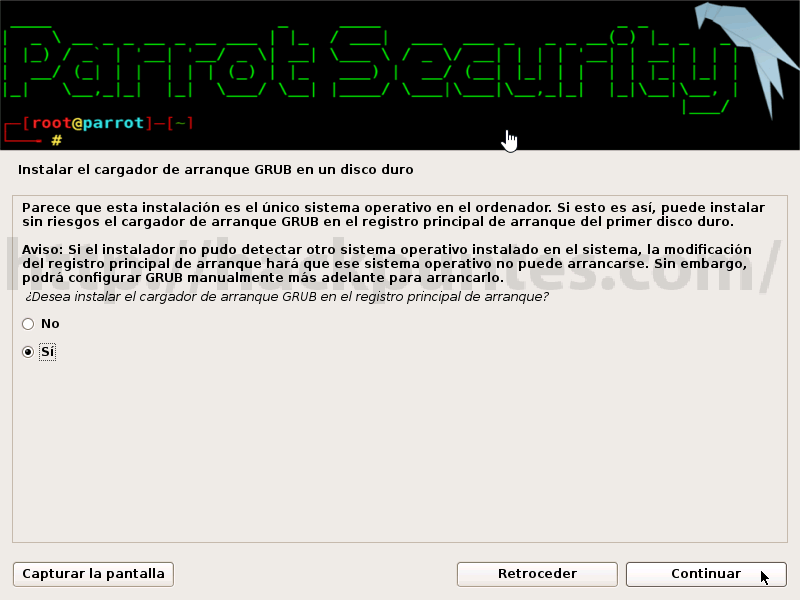 Parrot Security
┌─[root@parrot]─[~]
└──╼ #
Instalar el cargador de arranque GRUB en un disco duro
Parece que esta instalación es el único sistema operativo en el ordenador. Si esto es así, puede instalar
sin riesgos el cargador de arranque GRUB en el registro principal de arranque del primer disco duro.
Aviso: Si el instalador no pudo detectar otro sistema operativo instalado en el sistema, la modificación
del registro principal de arranque hará que ese sistema operativo no puede arrancarse. Sin embargo,
podrá configurar GRUB manualmente más adelante para arrancarlo.
http://hackpuntes.com/
¿Desea instalar el cargador de arranque GRUB en el registro principal de arranque?
No
Sí
Capturar la pantalla
Retroceder
Continuar